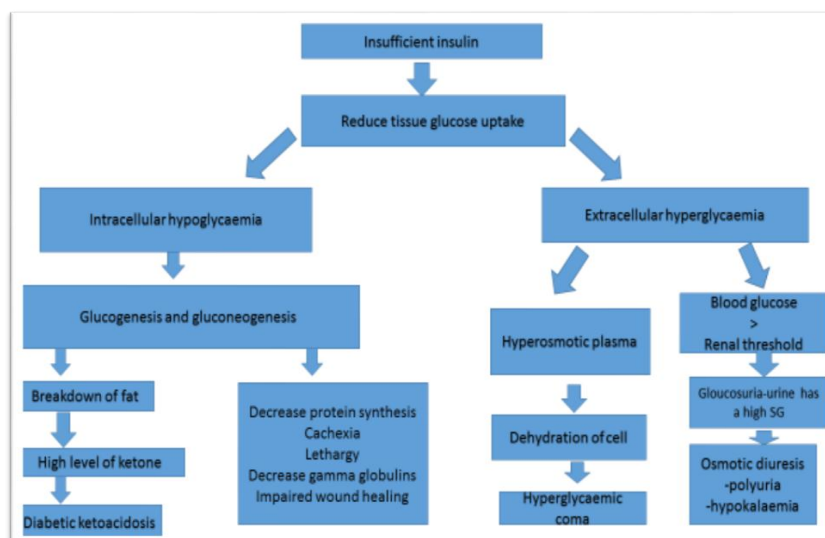 Insufficient insulin
Reduce tissue glucose uptake
Intracellular hypoglycaemia
Extracellular hyperglycaemia
Glucogenesis and gluconeogenesis
Blood glucose
>
Renal threshold
Hyperosmotic plasma
Breakdown of fat
Decrease protein synthesis
Cachexia
Lethargy
Decrease gamma globulins
Impaired wound healing
Gloucosuria-urine has
a high SG
Dehydration of cell
High level of ketone
Osmotic diuresis
-polyuria
-hypokalaemia
Hyperglycaemic
coma
Diabetic ketoacidosis